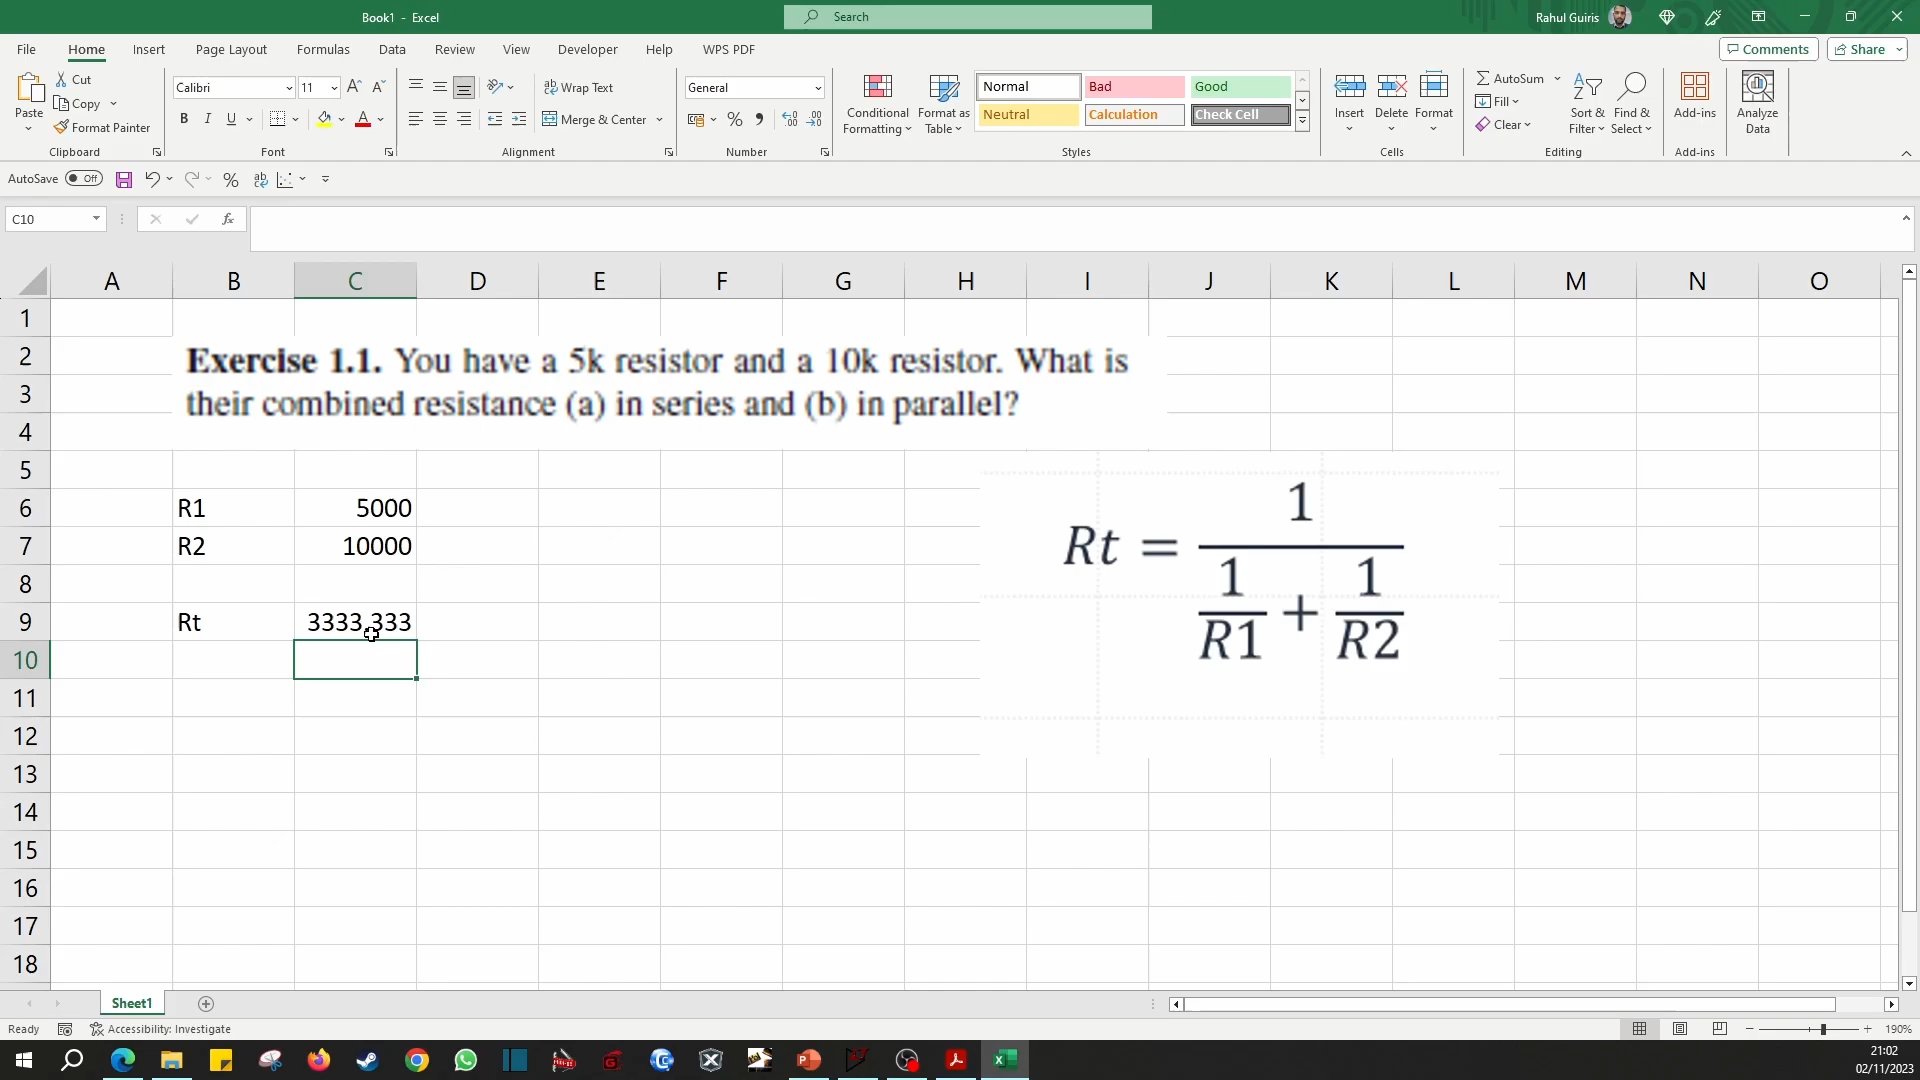 Book1 - Excel
Search
Rahul Guiris
File Home Insert Page Layout Formulas Data Review View Developer Help WPS PDF
Comments Share
Paste
Cut
Copy
Format Painter
Clipboard
Calibri 11
B I U
Font
Wrap Text
Merge & Center
Alignment
General
Number
Conditional Formatting
Format as Table
Normal Bad Good
Neutral Calculation Check Cell
Styles
Insert Delete Format
Cells
AutoSum
Fill
Clear
Sort & Filter
Find & Select
Editing
Add-ins
Add-ins
Analyze Data
AutoSave Off
C10
fx
A B C D E F G H I J K L M N O
1
2
3
4
5
6
7
8
9
10
11
12
13
14
15
16
17
18
Exercise 1.1. You have a 5k resistor and a 10k resistor. What is
their combined resistance (a) in series and (b) in parallel?
R1 5000
R2 10000
Rt 3333,333
Rt = 1
1 + 1
R1 R2
Sheet1
Ready Accessibility: Investigate
190%
21:02
02/11/2023